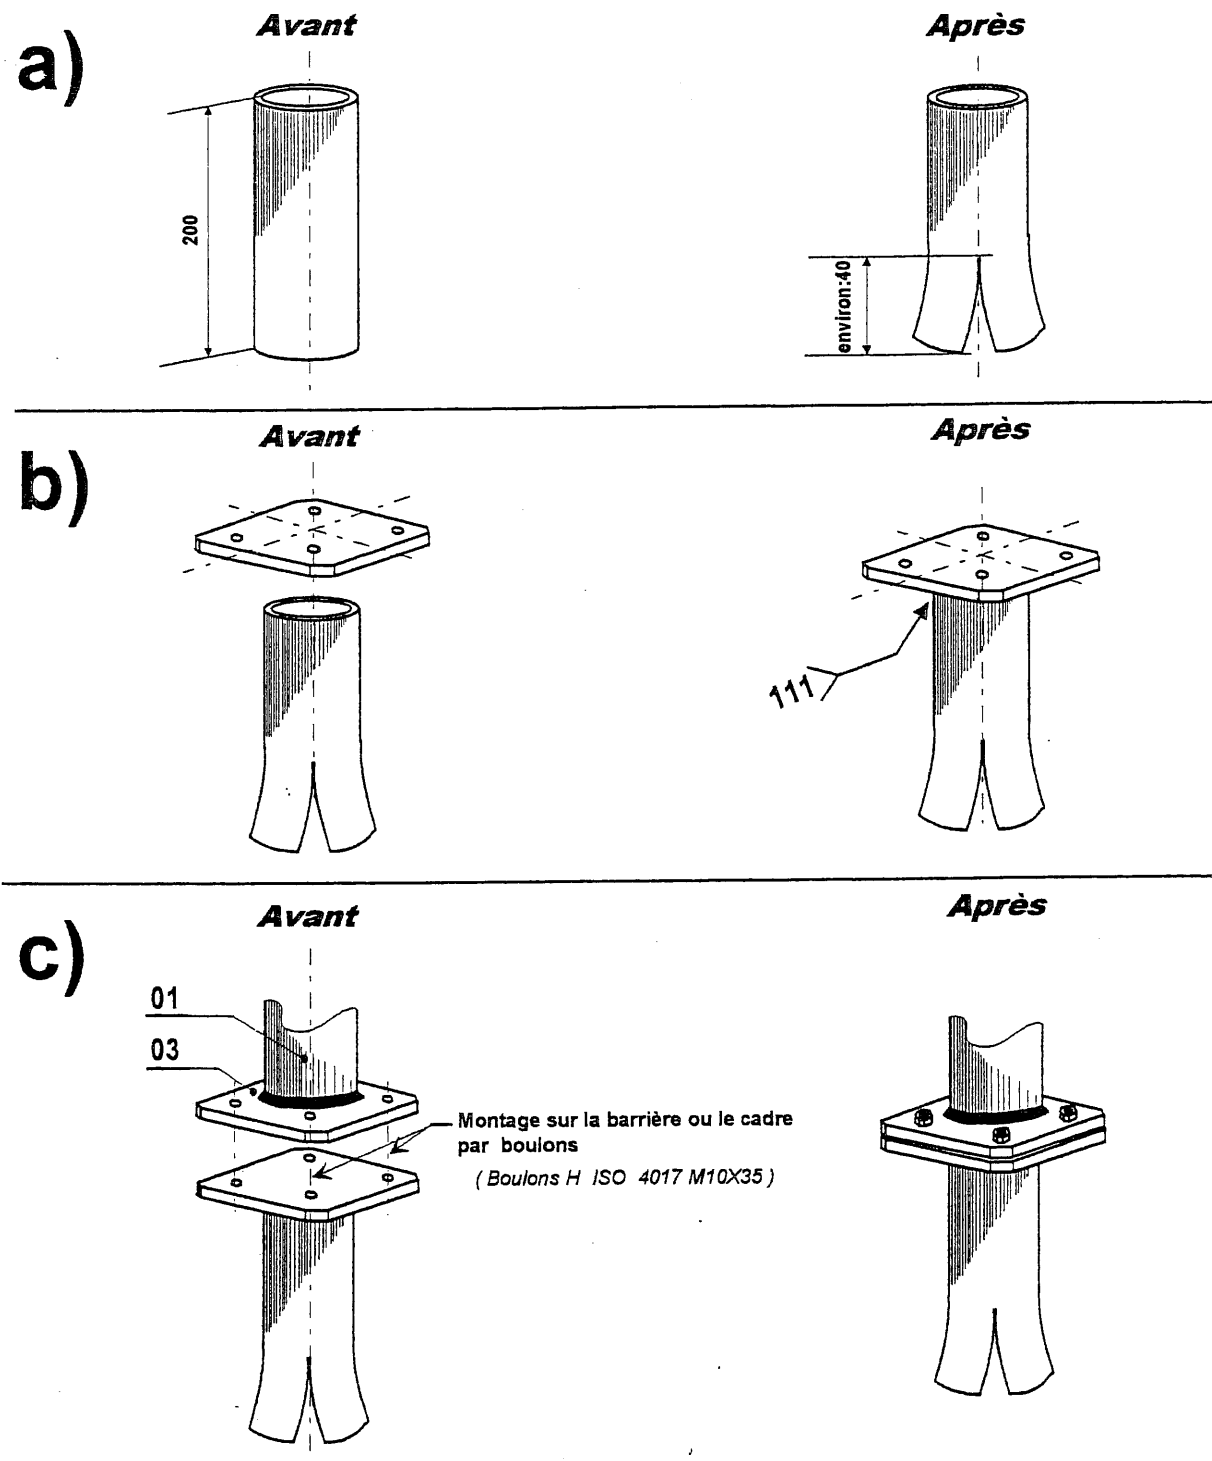 a)
Avant
Après
200
environ:40
b)
Avant
Après
111
c)
Avant
Après
01
03
Montage sur la barrière ou le cadre
par boulons
( Boulons H ISO 4017 M10X35 )